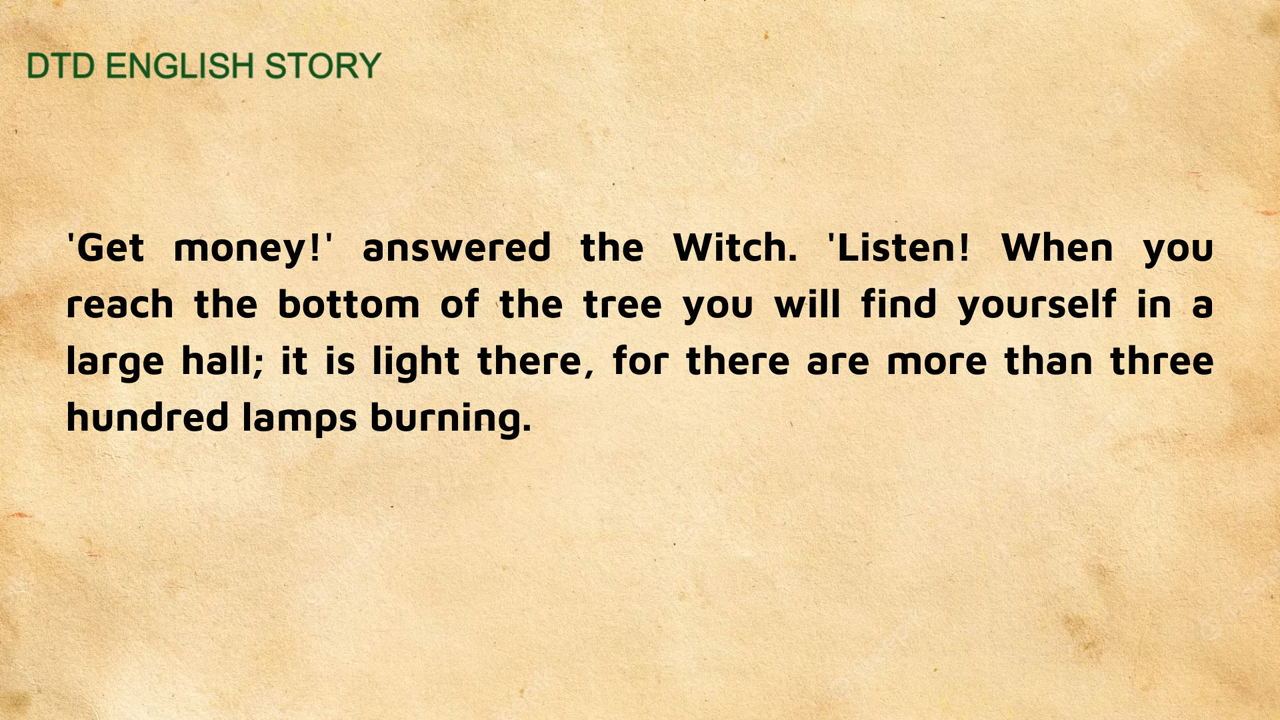 DTD ENGLISH STORY
'Get money!' answered the Witch. 'Listen! When you
reach the bottom of the tree you will find yourself in a
large hall; it is light there, for there are more than three
hundred lamps burning.